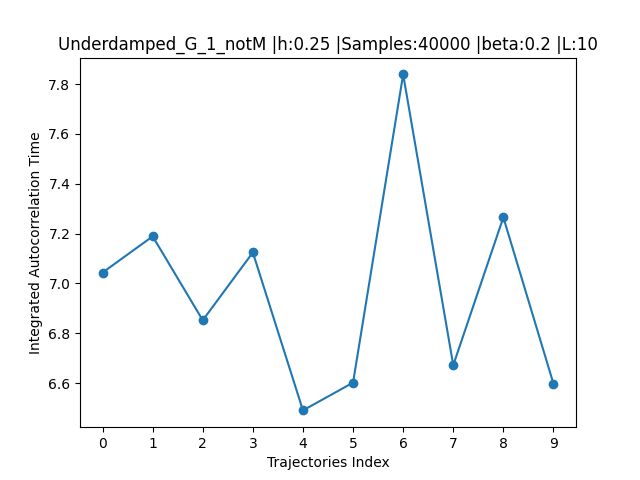 Underdamped_G_1_notM |h:0.25 |Samples:40000 |beta:0.2 |L:10
7.8
7.6
7.4
7.2
7.0
6.8
6.6
Integrated Autocorrelation Time
0 1 2 3 4 5 6 7 8 9
Trajectories Index